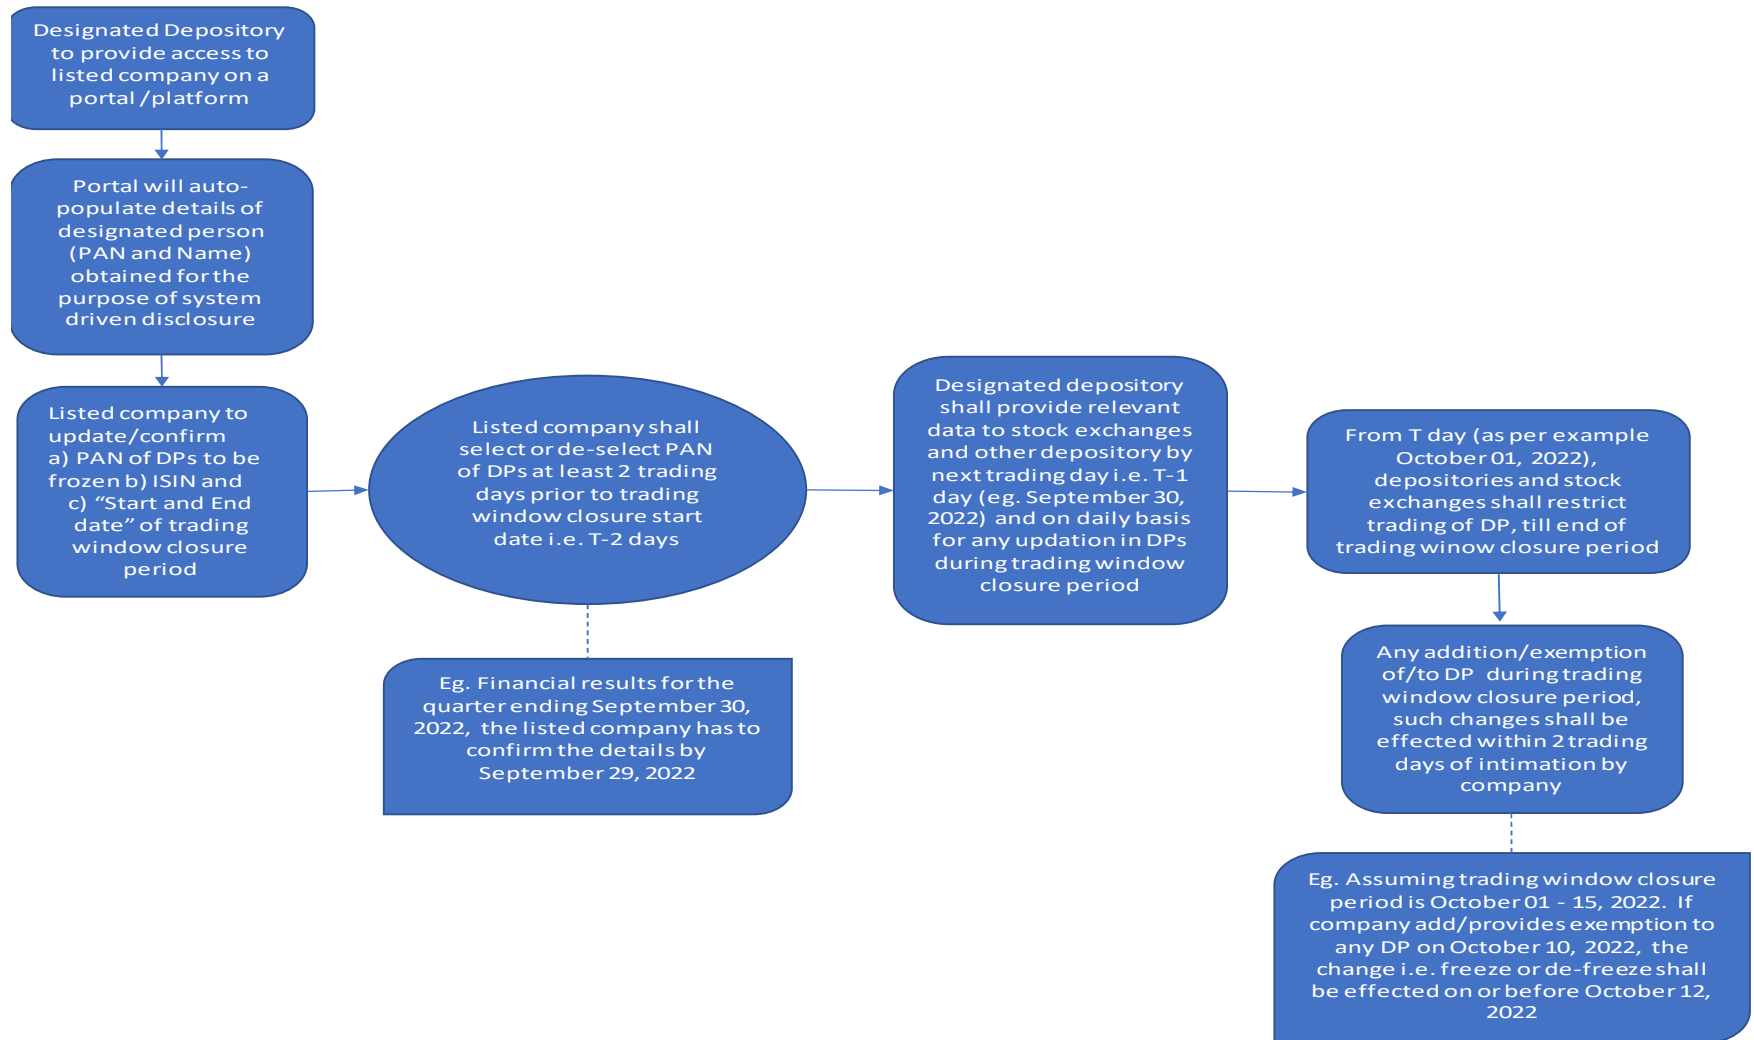 Designated Depository
to provide access to
listed company on a
portal /platform
Portal will auto-
populate details of
designated person
(PAN and Name)
obtained for the
purpose of system
driven disclosure
Listed company to
update/confirm
a) PAN of DPs to be
frozen b) ISIN and
c) “Start and End
date” of trading
window closure
period
Listed company shall
select or de-select PAN
of DPs at least 2 trading
days prior to trading
window closure start
date i.e. T-2 days
Eg. Financial results for the
quarter ending September 30,
2022, the listed company has to
confirm the details by
September 29, 2022
Designated depository
shall provide relevant
data to stock exchanges
and other depository by
next trading day i.e. T-1
day (eg. September 30,
2022) and on daily basis
for any updation in DPs
during trading window
closure period
From T day (as per example
October 01, 2022),
depositories and stock
exchanges shall restrict
trading of DP, till end of
trading winow closure period
Any addition/exemption
of/to DP during trading
window closure period,
such changes shall be
effected within 2 trading
days of intimation by
company
Eg. Assuming trading window closure
period is October 01 - 15, 2022. If
company add/provides exemption to
any DP on October 10, 2022, the
change i.e. freeze or de-freeze shall
be effected on or before October 12,
2022